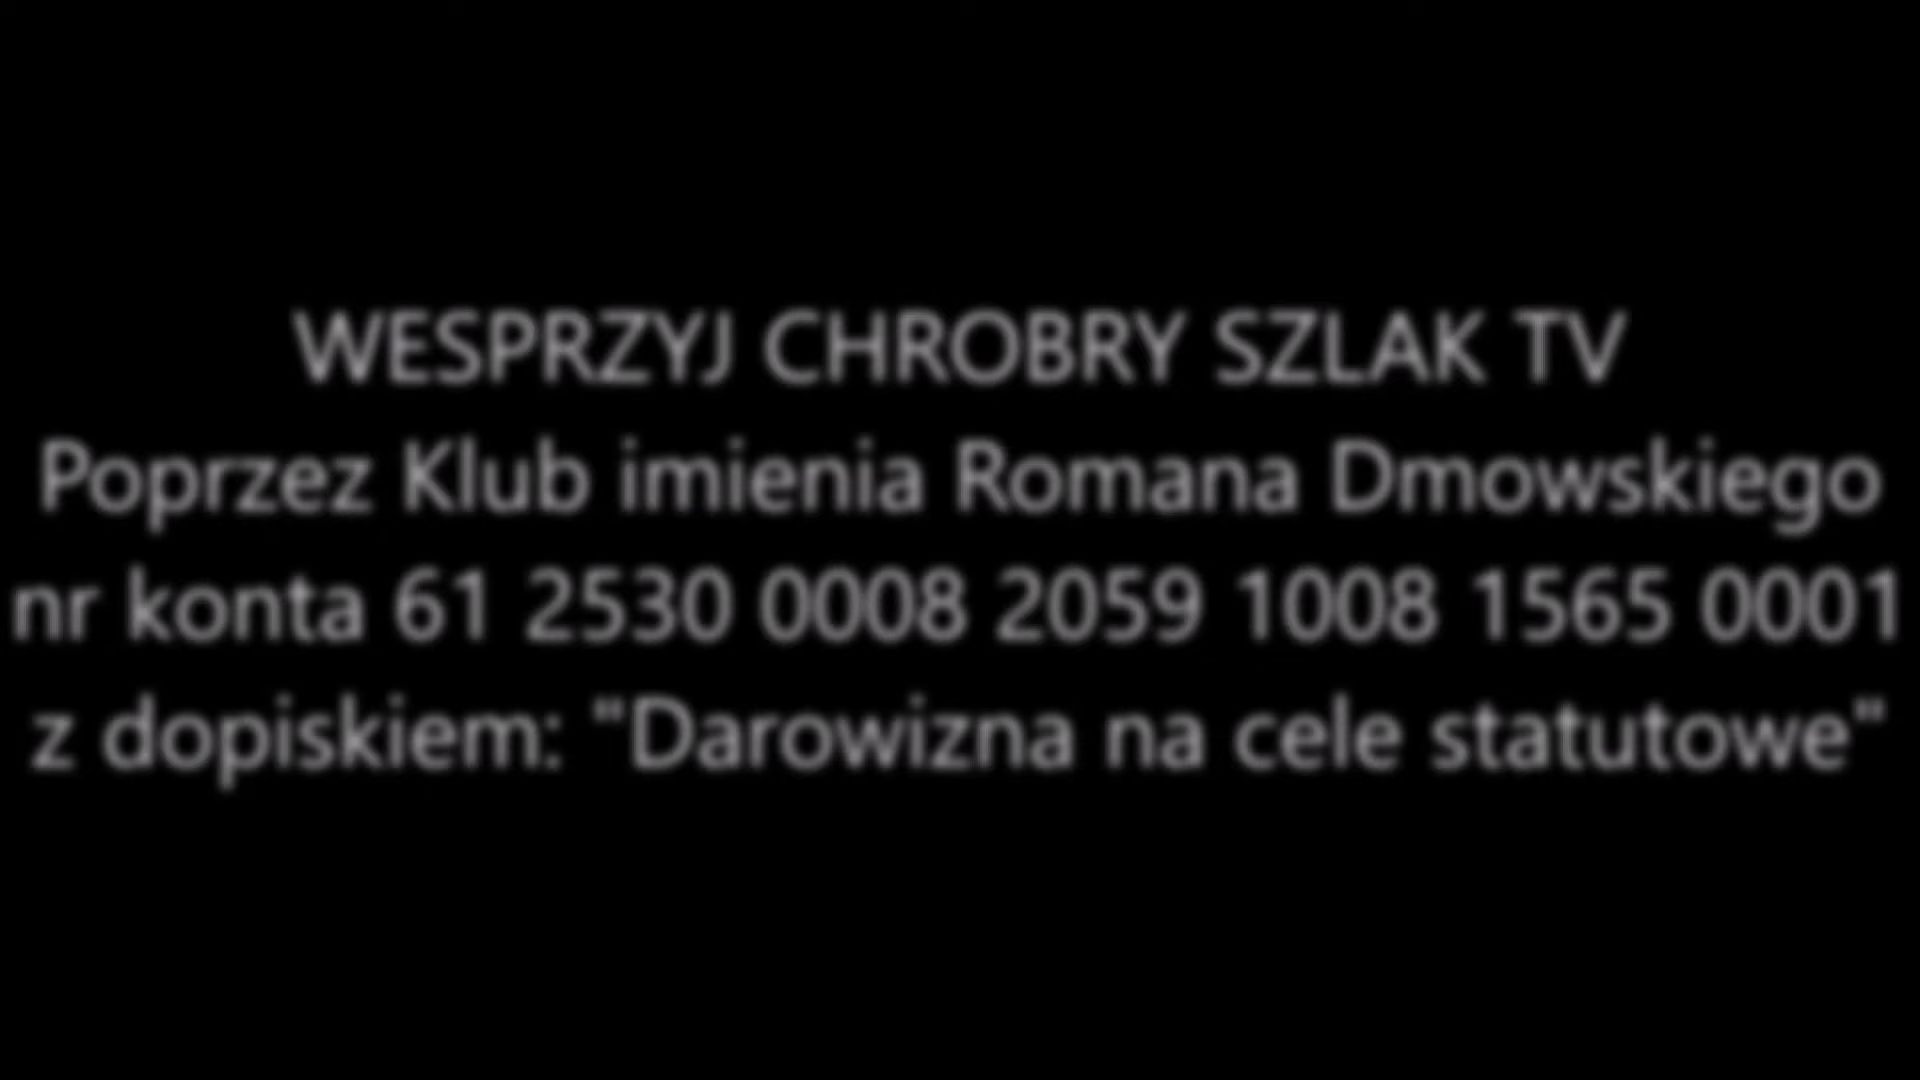 WESPRZYJ CHROBRY SZLAK TV
Poprzez Klub imienia Romana Dmowskiego
nr konta 61 2530 0008 2059 1008 1565 0001
z dopiskiem: "Darowizna na cele statutowe"